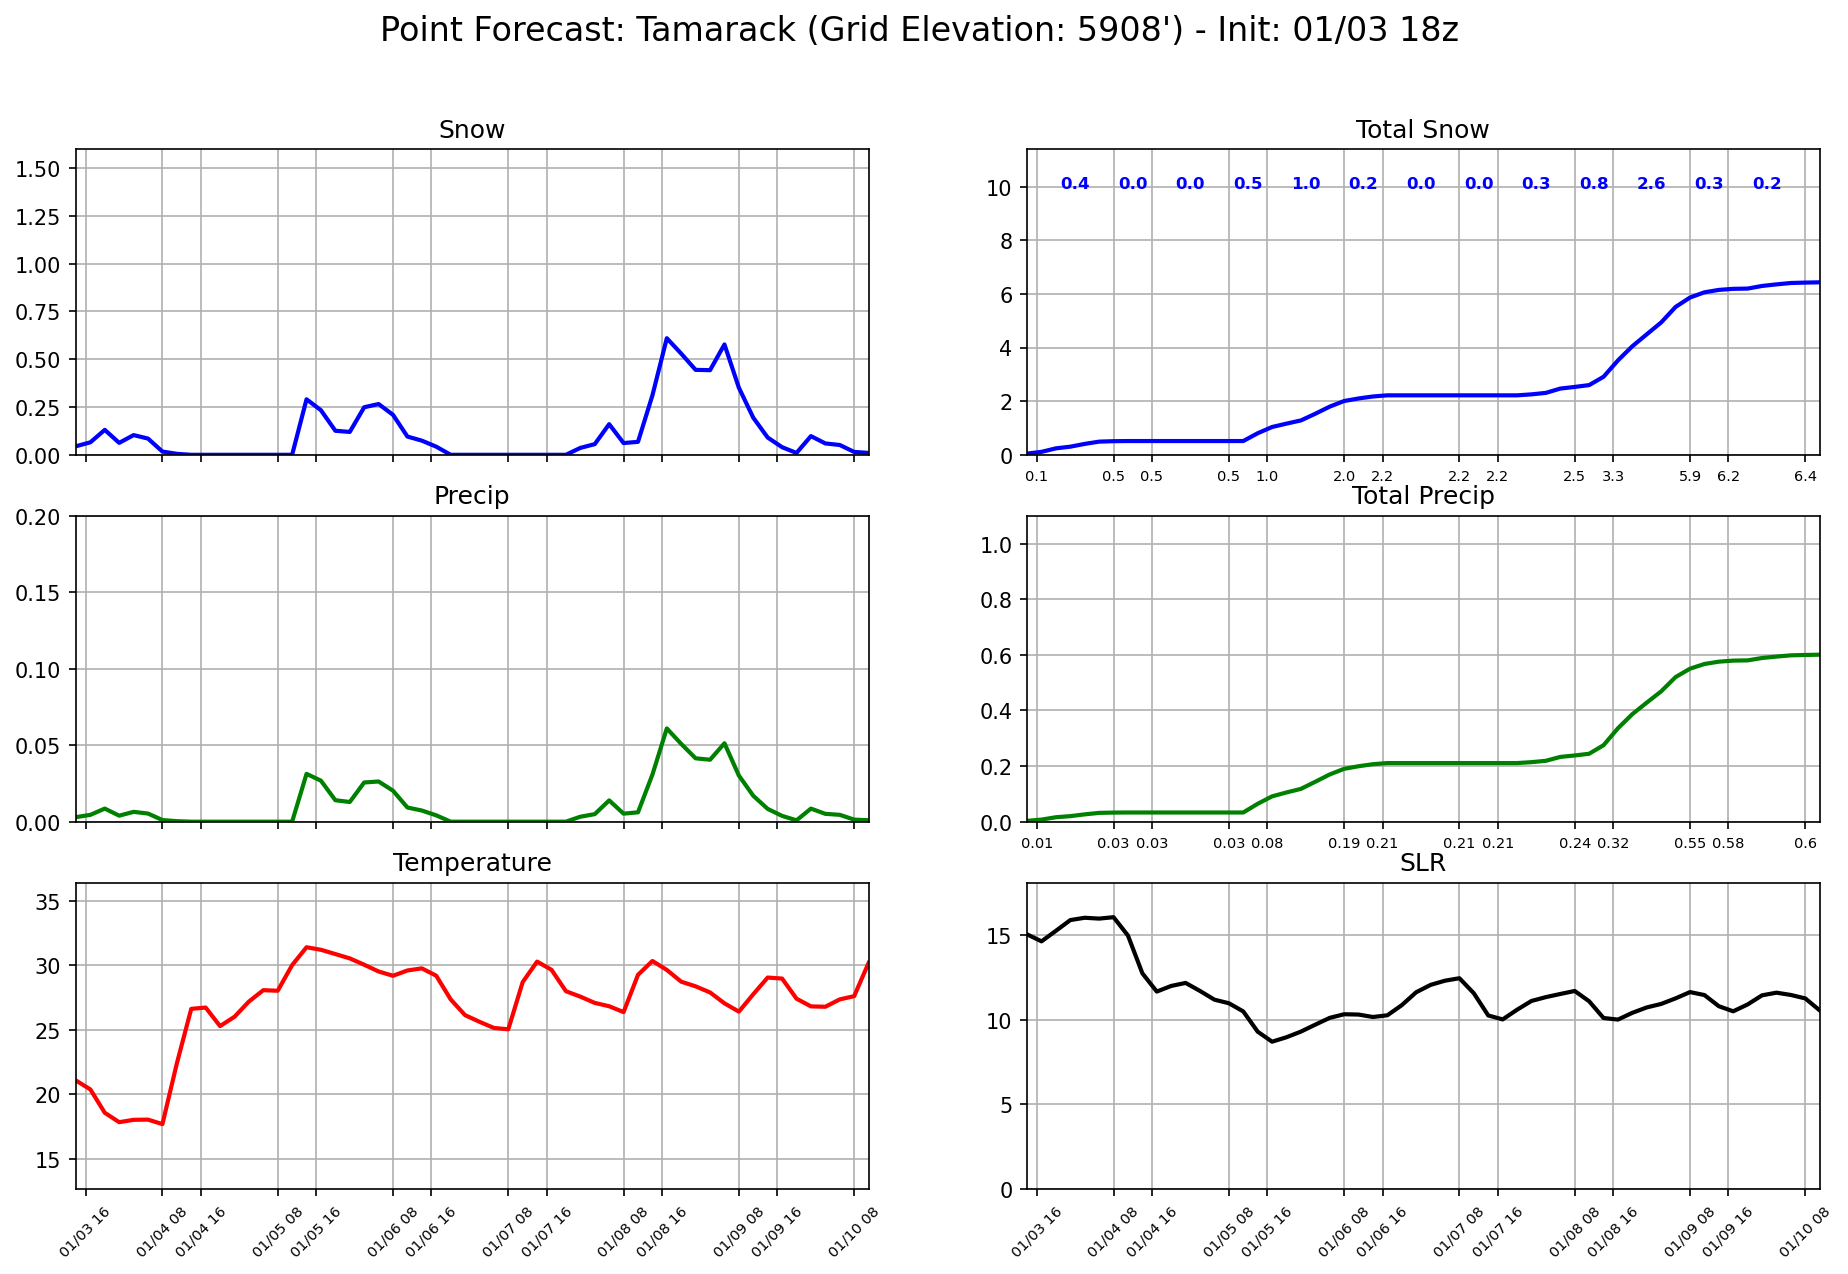 Point Forecast: Tamarack (Grid Elevation: 5908') - Init: 01/03 18z
Snow
1.50
1.25
1.00
0.75
0.50
0.25
0.00
Total Snow
10
8
6
4
2
0
0.4 0.0 0.0 0.5 1.0 0.2 0.0 0.0 0.3 0.8 2.6 0.3 0.2
0.1 0.5 0.5 0.5 1.0 2.0 2.2 2.2 2.2 2.5 3.3 5.9 6.2 6.4
Precip
0.20
0.15
0.10
0.05
0.00
Total Precip
1.0
0.8
0.6
0.4
0.2
0.0
0.01 0.03 0.03 0.03 0.08 0.19 0.21 0.21 0.21 0.24 0.32 0.55 0.58 0.6
Temperature
35
30
25
20
15
01/03 16 01/04 08 01/04 16 01/05 08 01/05 16 01/06 08 01/06 16 01/07 08 01/07 16 01/08 08 01/08 16 01/09 08 01/09 16 01/10 08
SLR
15
10
5
0
01/03 16 01/04 08 01/04 16 01/05 08 01/05 16 01/06 08 01/06 16 01/07 08 01/07 16 01/08 08 01/08 16 01/09 08 01/09 16 01/10 08